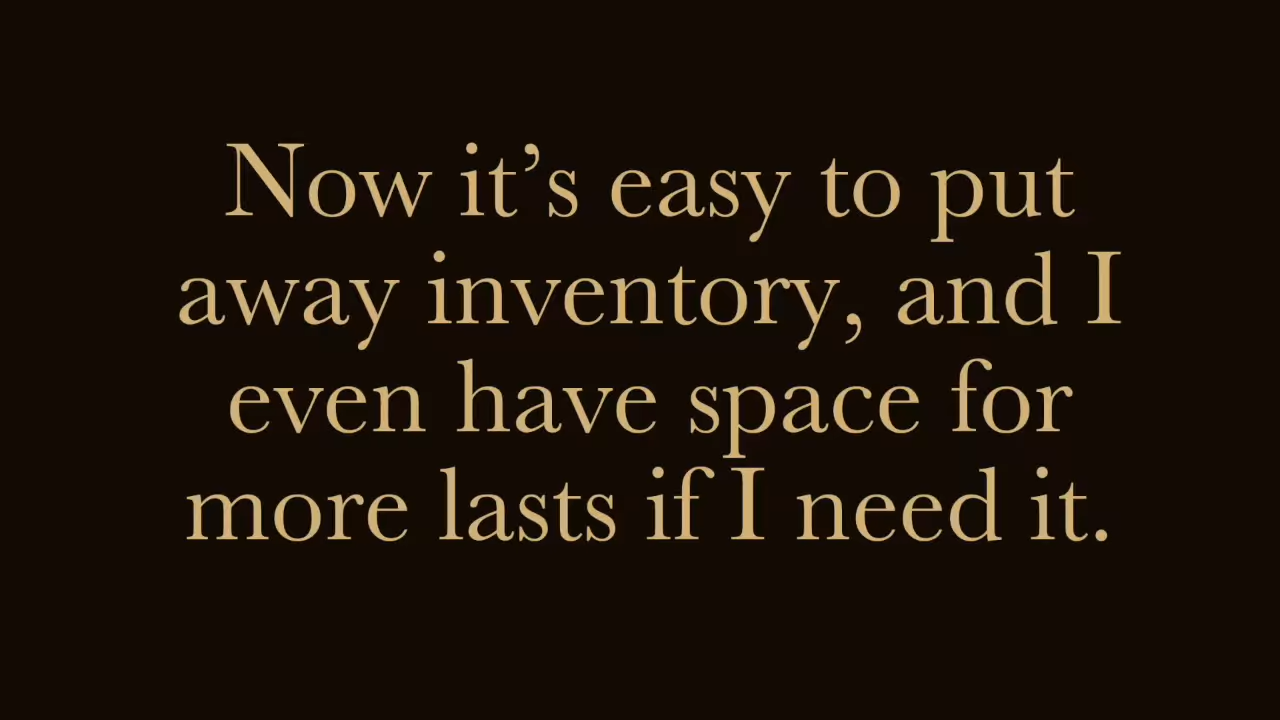 Now it’s easy to put
away inventory, and I
even have space for
more lasts if I need it.